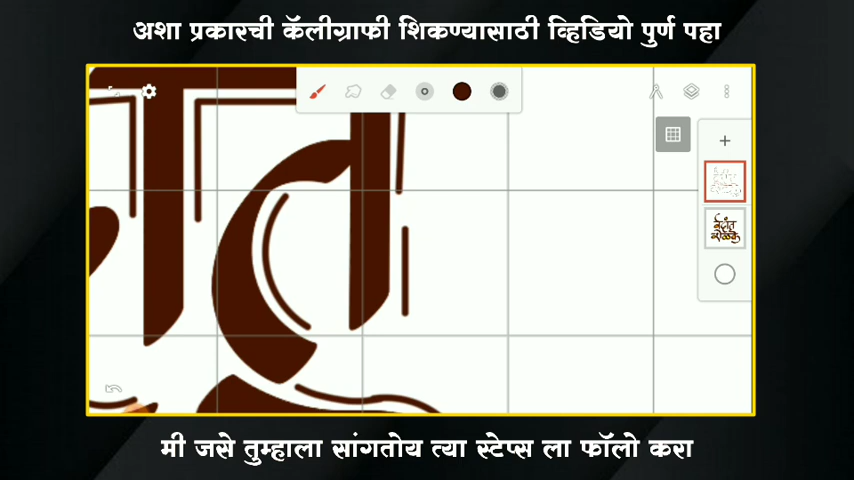 अशा प्रकारची कॅलीग्राफी शिकण्यासाठी व्हिडियो पुर्ण पहा
मी जसे तुम्हाला सांगतोय त्या स्टेप्स ला फॉलो करा